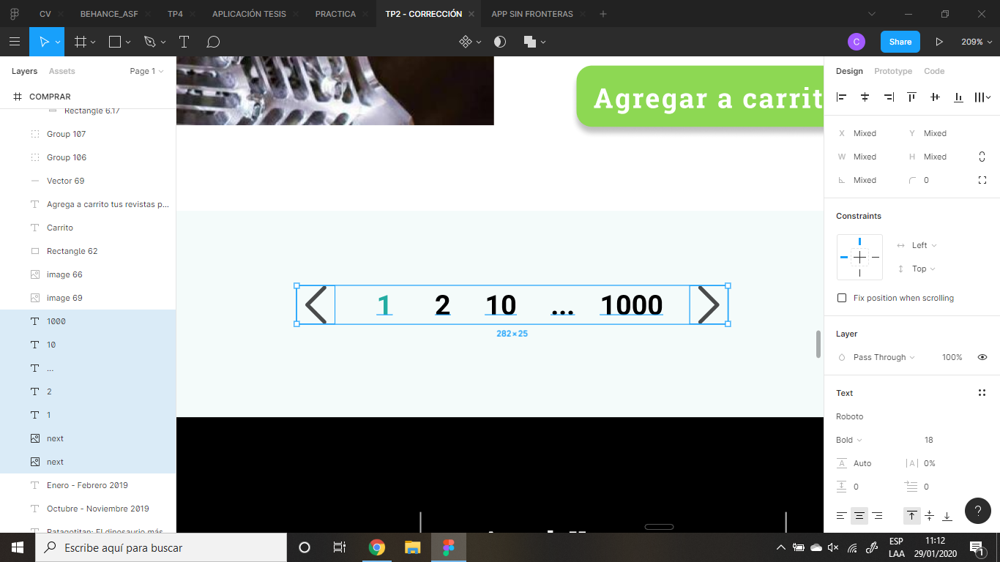 CV
BEHANCE_ASF
TP4
APLICACIÓN TESIS
PRACTICA
TP2 - CORRECCIÓN
APP SIN FRONTERAS
C
Share
209%
Layers
Assets
Page 1
COMPRAR
Rectangle 6.17
Group 107
Group 106
Vector 69
Agrega a carrito tus revistas p...
Carrito
Rectangle 62
image 66
image 69
1000
10
...
2
1
next
next
Enero - Febrero 2019
Octubre - Noviembre 2019
Patagotitan: El dinosaurio más
Agregar a carrit
1 2 10 ... 1000
282×25
Design
Prototype
Code
X Mixed
Y Mixed
W Mixed
H Mixed
Mixed
0
Constraints
Left
Top
Fix position when scrolling
Layer
Pass Through
100%
Text
Roboto
Bold
18
A Auto
|A| 0%
0
0
?
Escribe aquí para buscar
ESP
LAA
11:12
29/01/2020
1